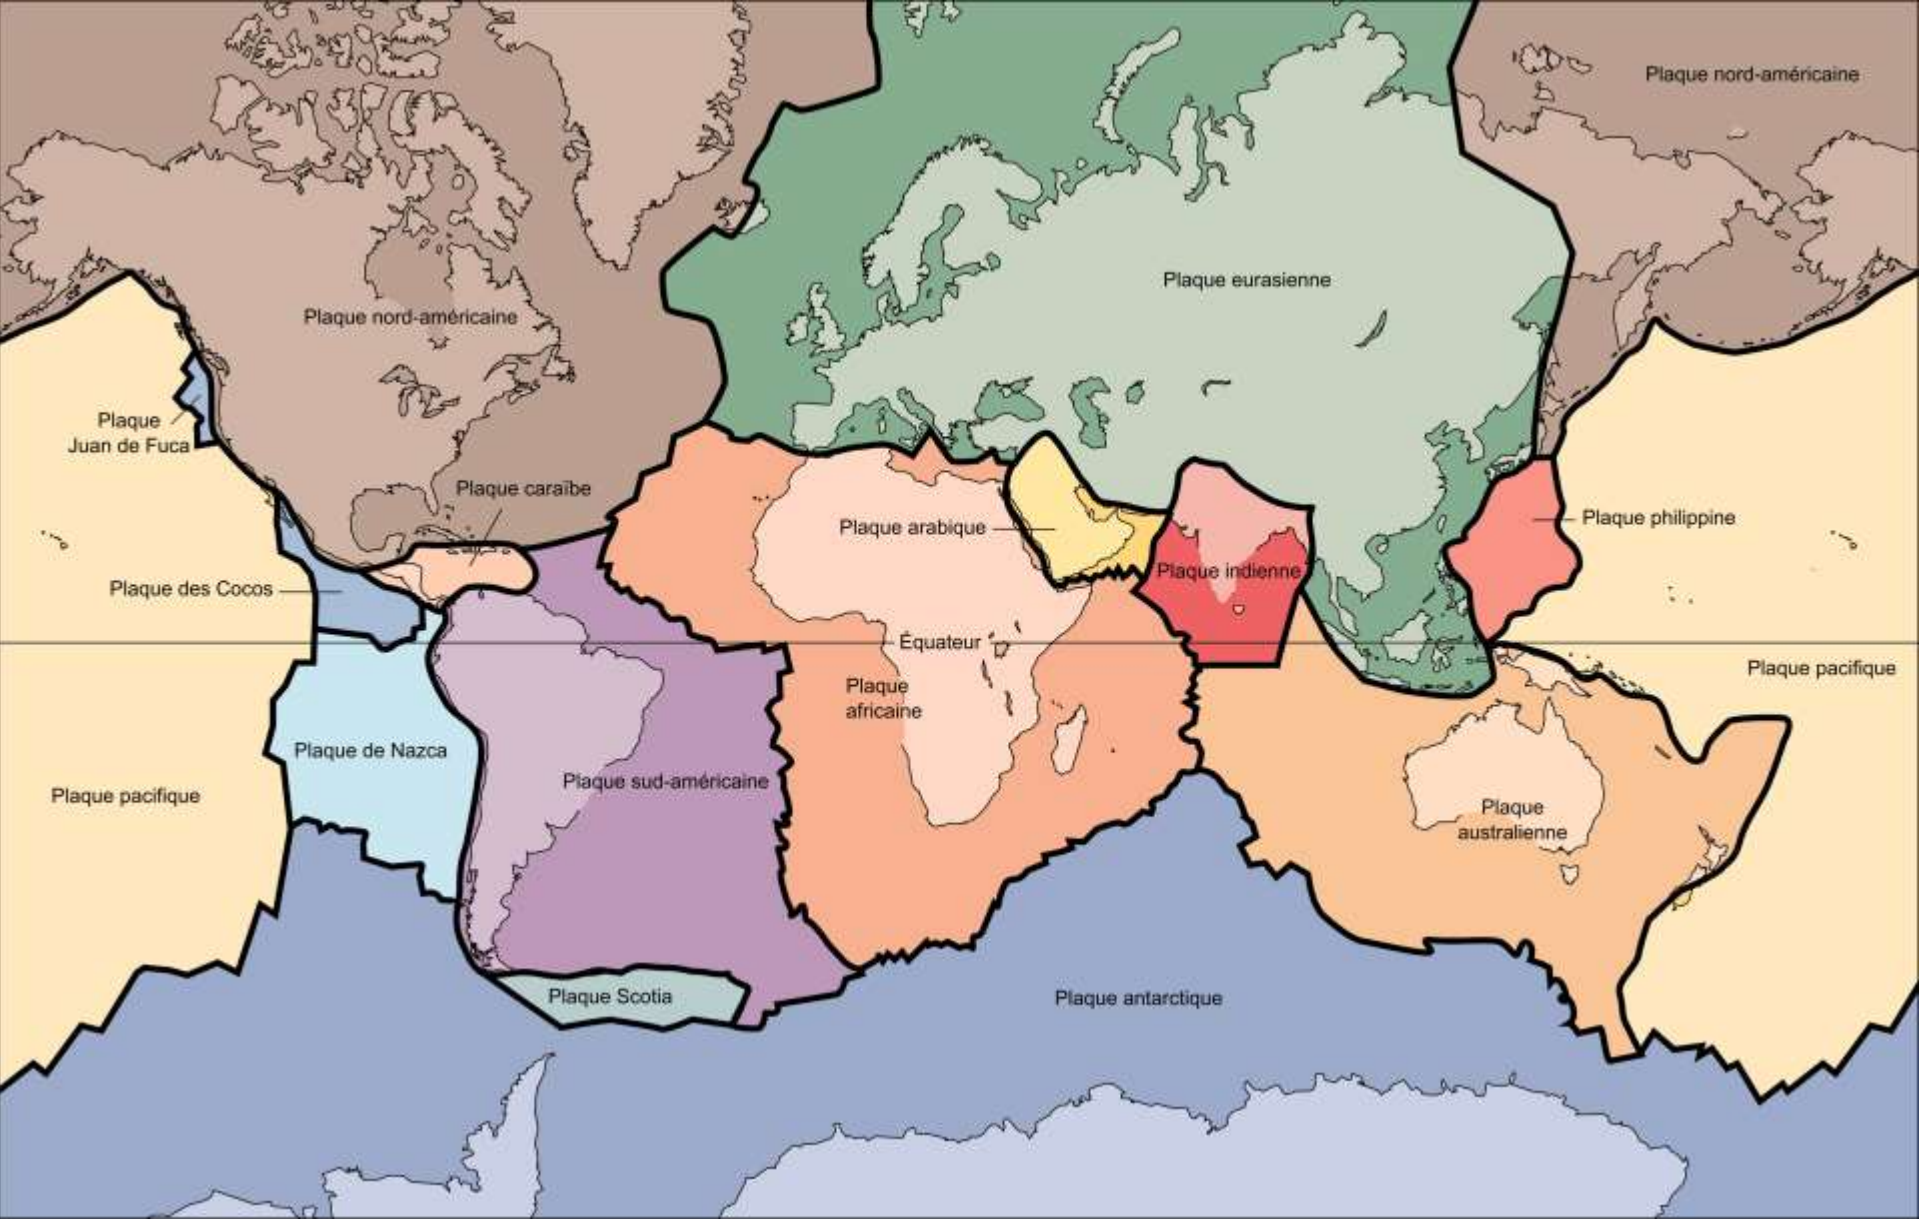 Plaque nord-américaine
Plaque eurasienne
Plaque nord-américaine
Plaque
Juan de Fuca
Plaque caraïbe
Plaque arabique
Plaque philippine
Plaque indienne
Plaque des Cocos
Équateur
Plaque pacifique
Plaque
africaine
Plaque de Nazca
Plaque sud-américaine
Plaque pacifique
Plaque
australienne
Plaque Scotia
Plaque antarctique